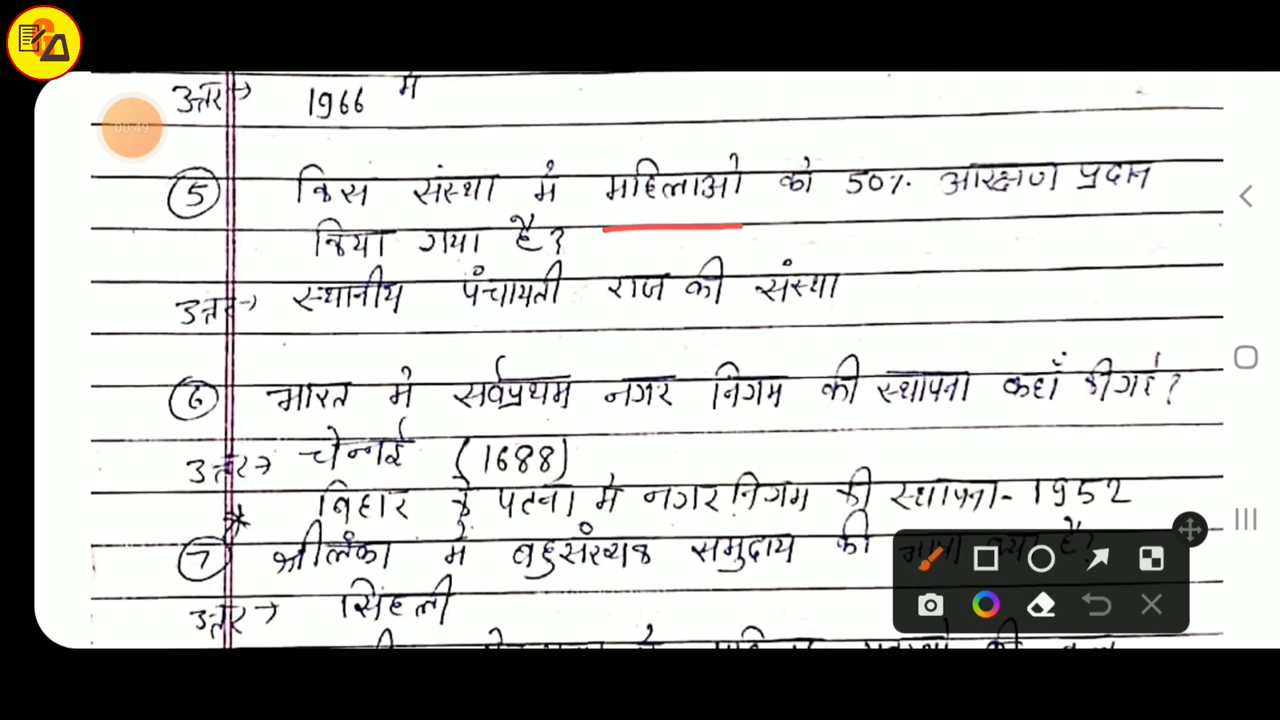 उत्तर→ 1966 में
00:49
⑤ किस संस्था में महिलाओ को 50% आरक्षण प्रदान
किया गया है?
उत्तर→ स्थानीय पंचायती राज की संस्था
⑥ भारत में सर्वप्रथम नगर निगम की स्थापना कहाँ की गई?
उत्तर→ चेन्नई (1688)
बिहार के पटना में नगर निगम की स्थापना - 1952
⑦ श्रीलंका में बहुसंख्यक समुदाय की भाषा क्या है?
उत्तर→ सिंहली